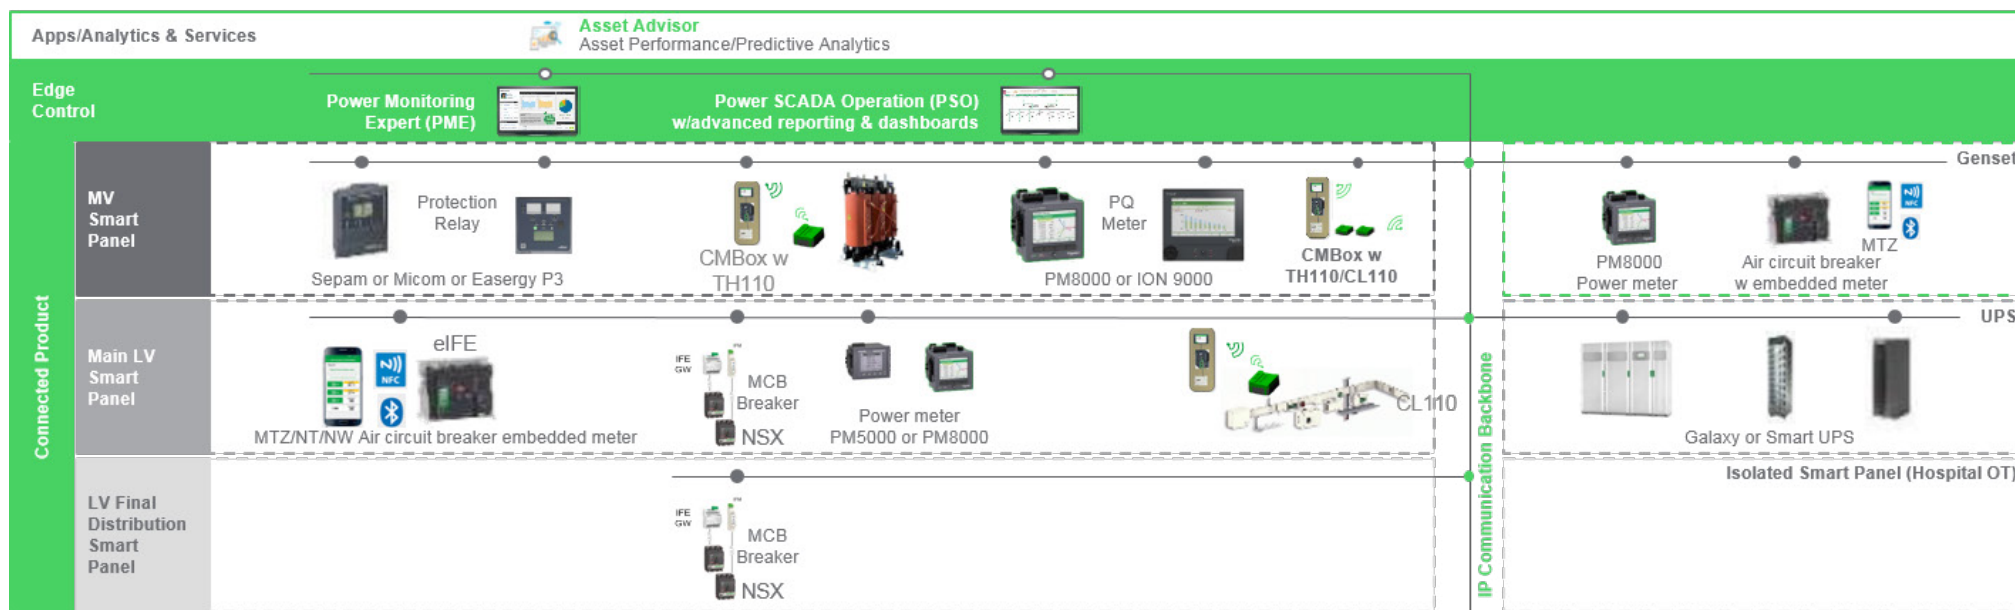 Apps/Analytics & Services
Asset Advisor
Asset Performance/Predictive Analytics
Edge
Control
Power Monitoring
Expert (PME)
Power SCADA Operation (PSO)
w/advanced reporting & dashboards
Connected Product
MV
Smart
Panel
Protection
Relay
Sepam or Micom or Easergy P3
CMBox w
TH110
PQ
Meter
PM8000 or ION 9000
CMBox w
TH110/CL110
Genset
PM8000
Power meter
Air circuit breaker
w embedded meter
NFC
MTZ
Main LV
Smart
Panel
eIFE
NFC
MTZ/NT/NW Air circuit breaker embedded meter
IFE
GW
MCB
Breaker
NSX
Power meter
PM5000 or PM8000
CL110
IP Communication Backbone
UPS
Galaxy or Smart UPS
LV Final
Distribution
Smart
Panel
IFE
GW
MCB
Breaker
NSX
Isolated Smart Panel (Hospital OT)